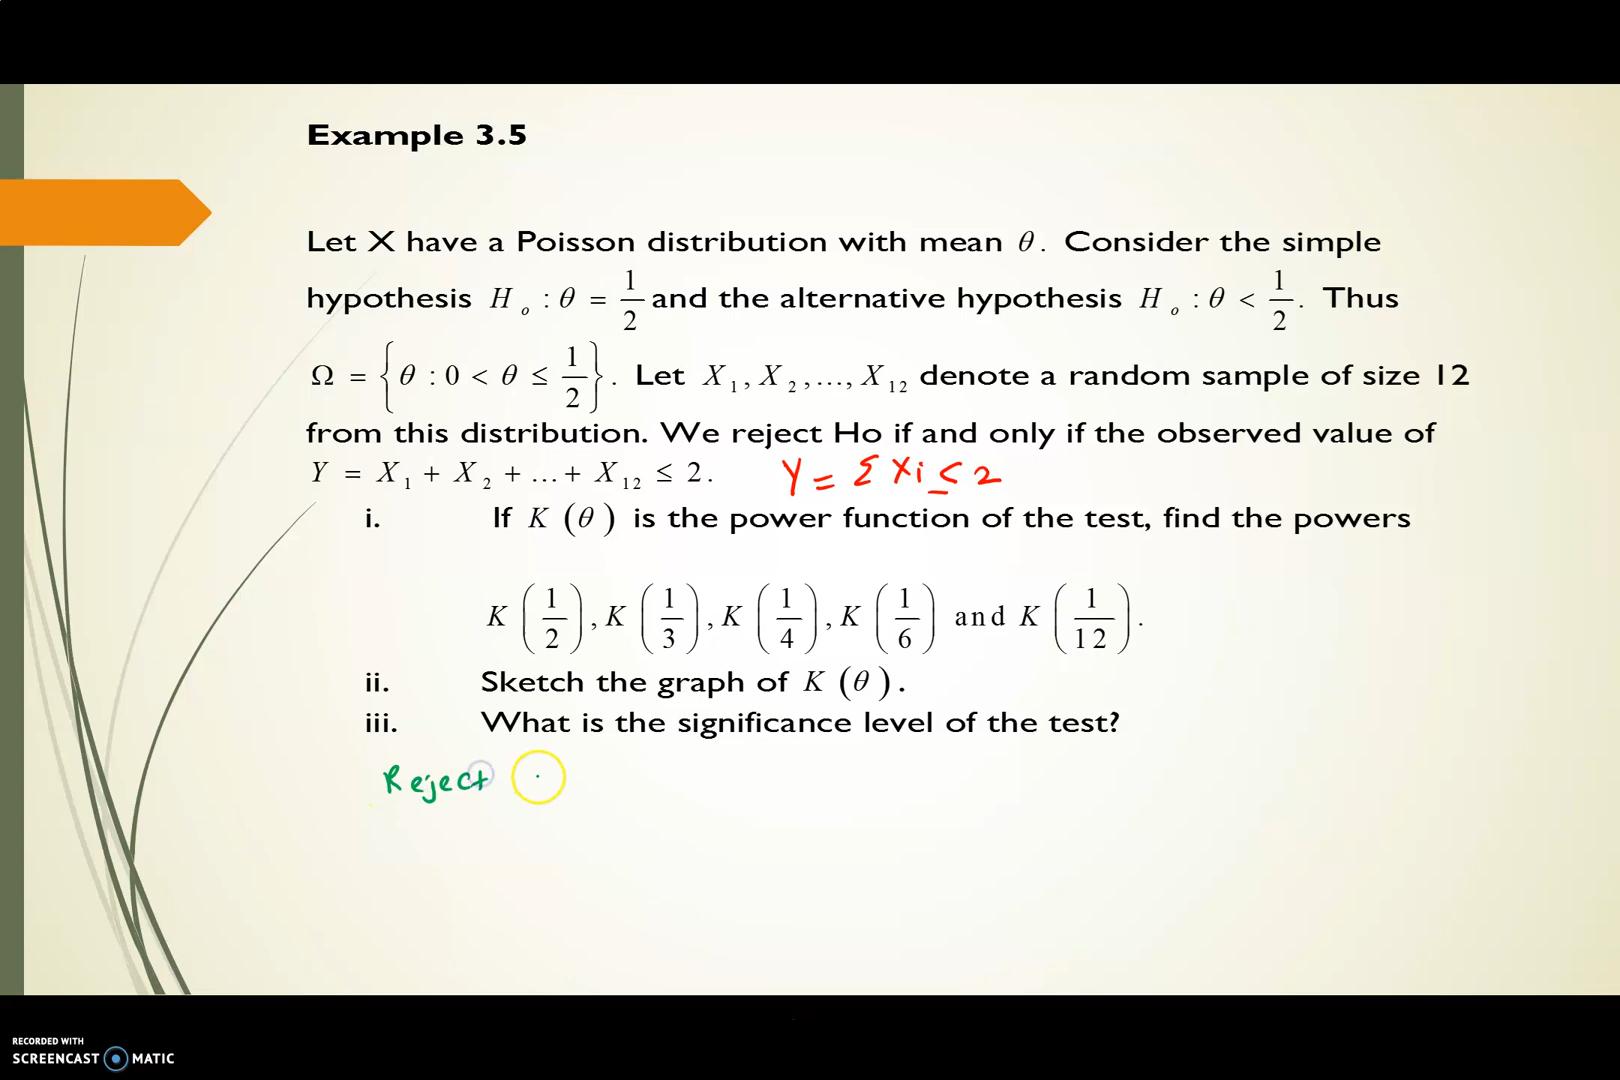 Example 3.5
Let X have a Poisson distribution with mean θ. Consider the simple
hypothesis H_o : θ = 1/2 and the alternative hypothesis H_o : θ < 1/2. Thus
Ω = {θ : 0 < θ ≤ 1/2}. Let X_1, X_2, ..., X_12 denote a random sample of size 12
from this distribution. We reject Ho if and only if the observed value of
Y = X_1 + X_2 + ... + X_12 ≤ 2. Y = Σ Xi ≤ 2
i. If K (θ) is the power function of the test, find the powers
K (1/2), K (1/3), K (1/4), K (1/6) and K (1/12).
ii. Sketch the graph of K (θ).
iii. What is the significance level of the test?
Reject
RECORDED WITH
SCREENCAST MATIC